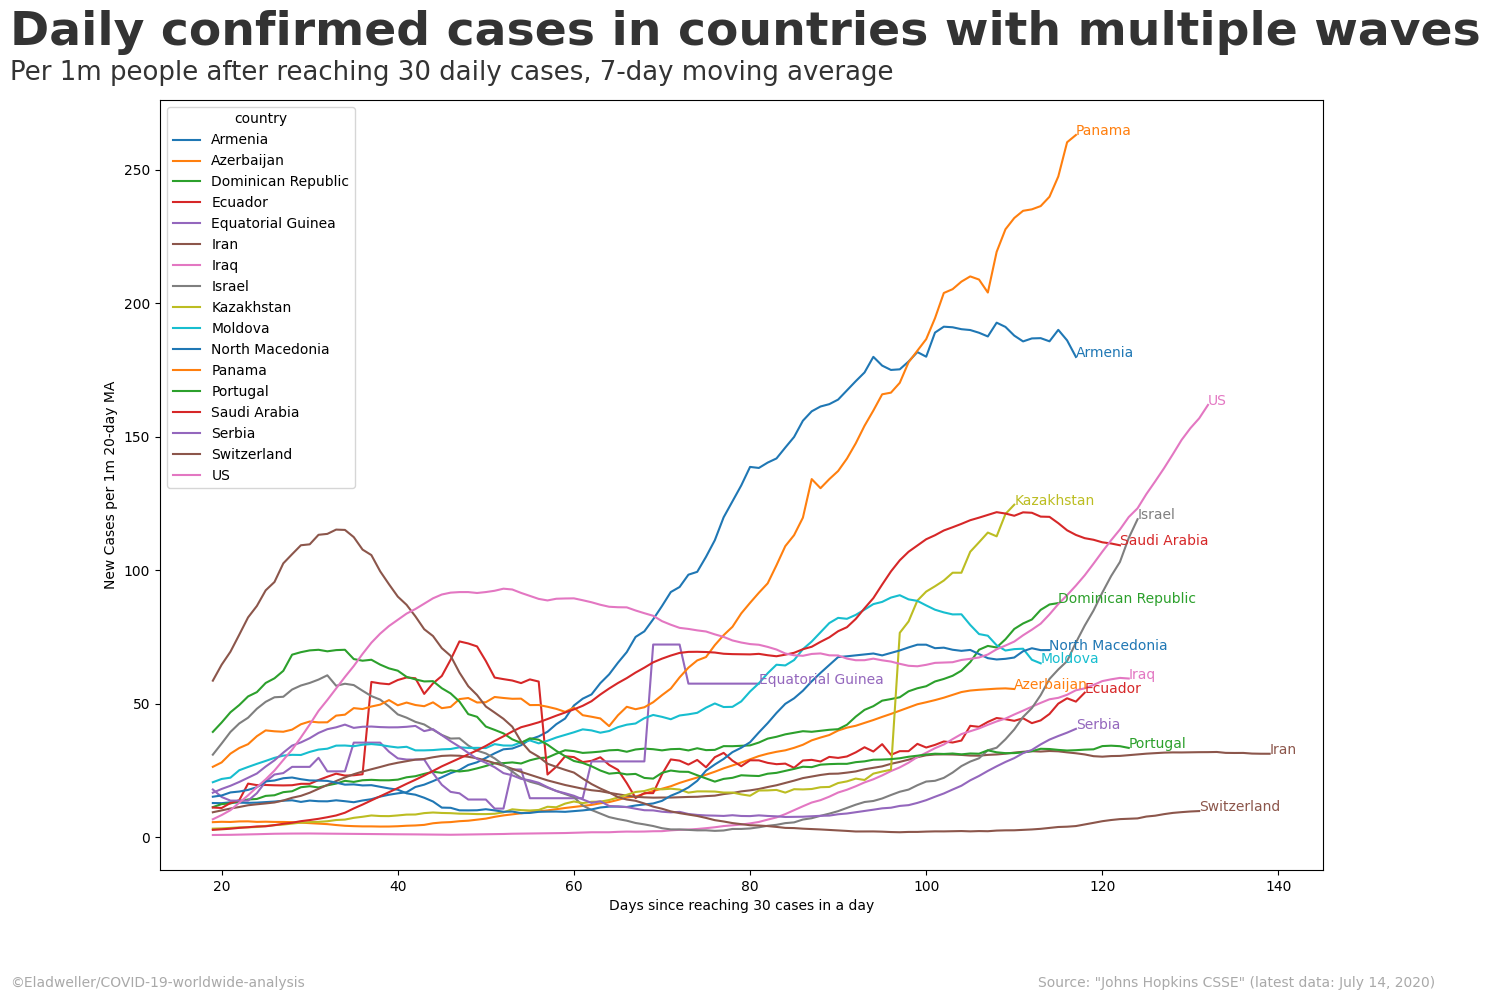 Daily confirmed cases in countries with multiple waves
Per 1m people after reaching 30 daily cases, 7-day moving average
country
Armenia
Azerbaijan
Dominican Republic
Ecuador
Equatorial Guinea
Iran
Iraq
Israel
Kazakhstan
Moldova
North Macedonia
Panama
Portugal
Saudi Arabia
Serbia
Switzerland
US
New Cases per 1m 20-day MA
250
200
150
100
50
0
Panama
Armenia
US
Kazakhstan
Israel
Saudi Arabia
Dominican Republic
North Macedonia
Moldova
Iraq
Equatorial Guinea
Azerbaijan
Ecuador
Serbia
Portugal
Iran
Switzerland
20 40 60 80 100 120 140
Days since reaching 30 cases in a day
©Eladweller/COVID-19-worldwide-analysis
Source: "Johns Hopkins CSSE" (latest data: July 14, 2020)